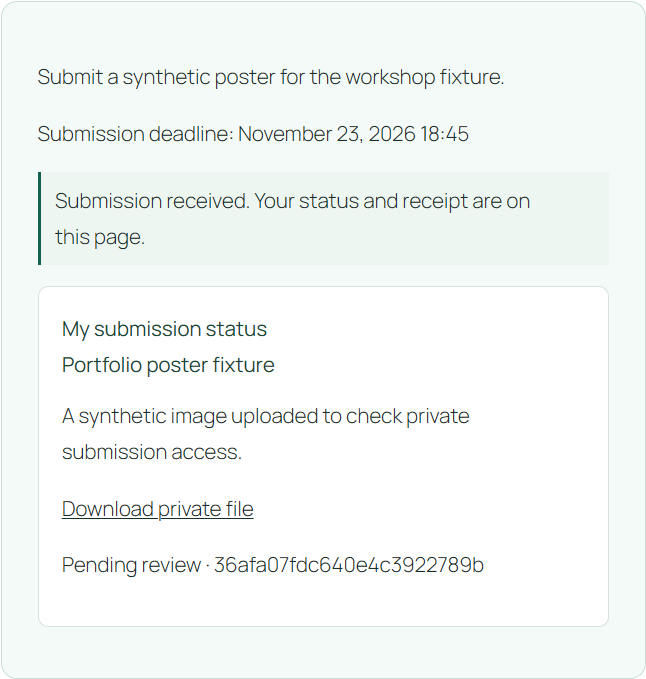 Submit a synthetic poster for the workshop fixture.
Submission deadline: November 23, 2026 18:45
Submission received. Your status and receipt are on
this page.
My submission status
Portfolio poster fixture
A synthetic image uploaded to check private
submission access.
Download private file
Pending review · 36afa07fdc640e4c3922789b